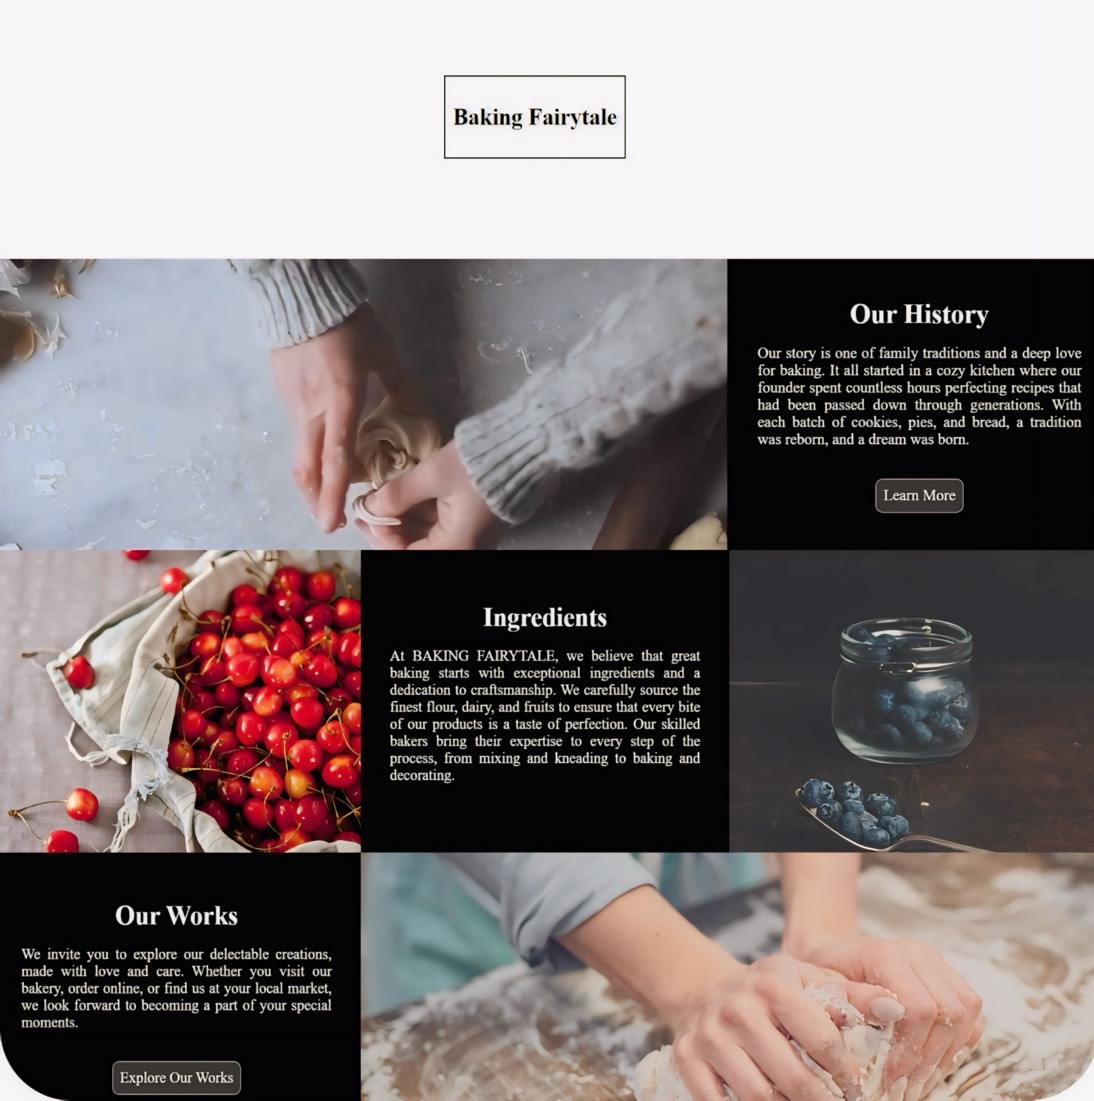 Baking Fairytale
Our History
Our story is one of family traditions and a deep love
for baking. It all started in a cozy kitchen where our
founder spent countless hours perfecting recipes that
had been passed down through generations. With
each batch of cookies, pies, and bread, a tradition
was reborn, and a dream was born.
Learn More
Ingredients
At BAKING FAIRYTALE, we believe that great
baking starts with exceptional ingredients and a
dedication to craftsmanship. We carefully source the
finest flour, dairy, and fruits to ensure that every bite
of our products is a taste of perfection. Our skilled
bakers bring their expertise to every step of the
process, from mixing and kneading to baking and
decorating.
Our Works
We invite you to explore our delectable creations,
made with love and care. Whether you visit our
bakery, order online, or find us at your local market,
we look forward to becoming a part of your special
moments.
Explore Our Works